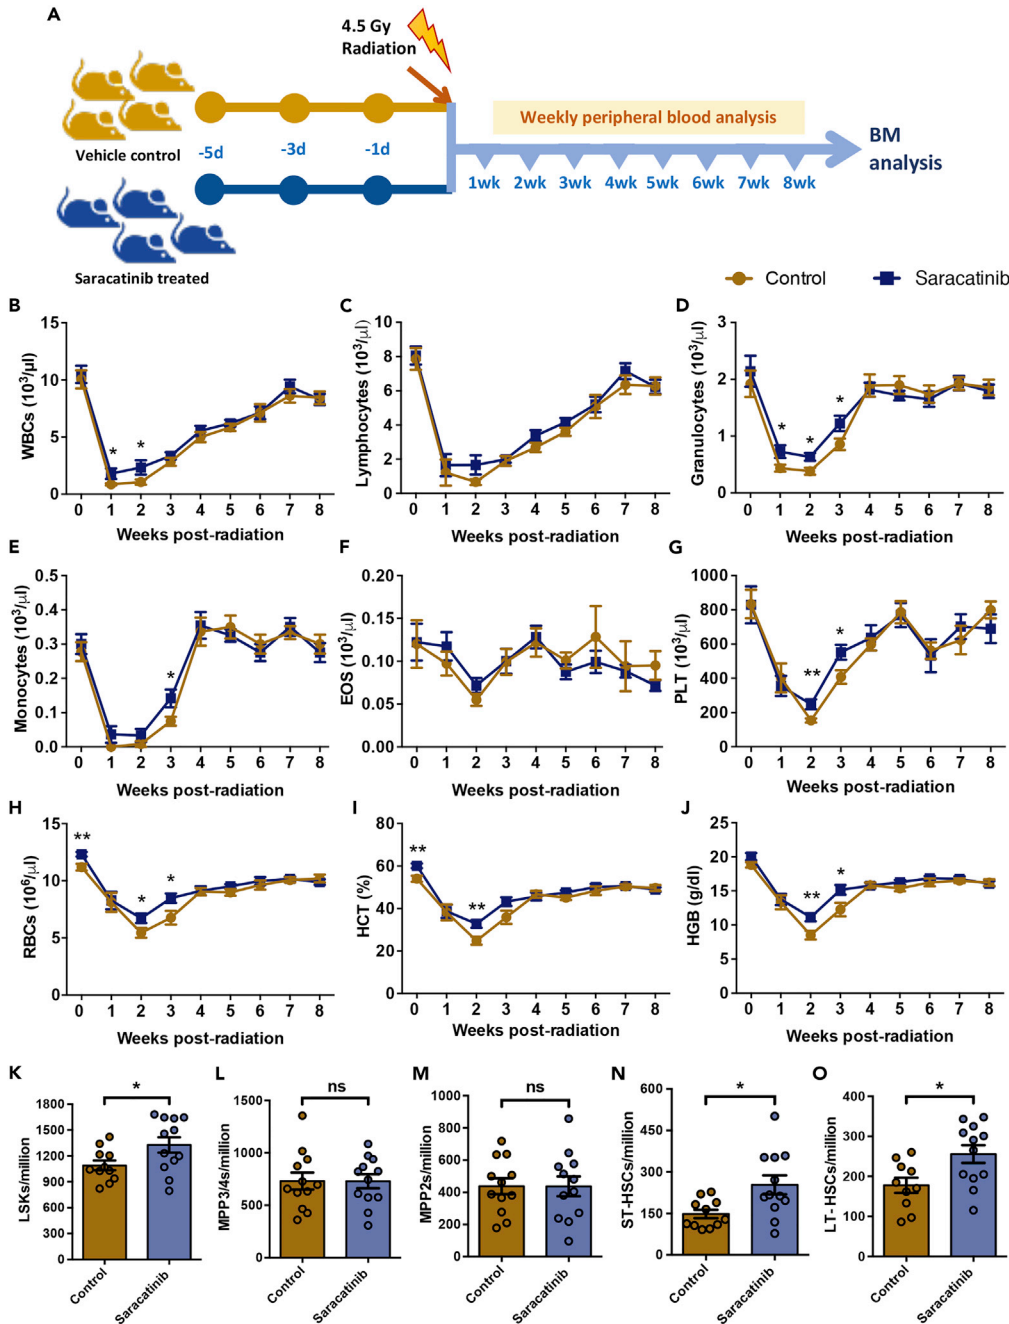 A
4.5 Gy
Radiation
Weekly peripheral blood analysis
Vehicle control
-5d -3d -1d
BM
analysis
1wk 2wk 3wk 4wk 5wk 6wk 7wk 8wk
Saracatinib treated
Control Saracatinib
B
WBCs (10³/µl)
15
10
5
0
0 1 2 3 4 5 6 7 8
* *
Weeks post-radiation
C
Lymphocytes (10³/µl)
10
8
6
4
2
0
0 1 2 3 4 5 6 7 8
Weeks post-radiation
D
Granulocytes (10³/µl)
3
2
1
0
0 1 2 3 4 5 6 7 8
* * *
Weeks post-radiation
E
Monocytes (10³/µl)
0.5
0.4
0.3
0.2
0.1
0.0
0 1 2 3 4 5 6 7 8
*
Weeks post-radiation
F
EOS (10³/µl)
0.20
0.15
0.10
0.05
0.00
0 1 2 3 4 5 6 7 8
Weeks post-radiation
G
PLT (10³/µl)
1000
800
600
400
200
0
0 1 2 3 4 5 6 7 8
** *
Weeks post-radiation
H
RBCs (10⁶/µl)
15
10
5
0
0 1 2 3 4 5 6 7 8
** * *
Weeks post-radiation
I
HCT (%)
80
60
40
20
0
0 1 2 3 4 5 6 7 8
** **
Weeks post-radiation
J
HGB (g/dl)
25
20
15
10
5
0
0 1 2 3 4 5 6 7 8
** *
Weeks post-radiation
K
LSKs/million
1800
1500
1200
900
600
300
0
*
Control Saracatinib
L
MPP3/4s/million
1500
1000
500
0
ns
Control Saracatinib
M
MPP2s/million
1000
800
600
400
200
0
ns
Control Saracatinib
N
ST-HSCs/million
600
450
300
150
0
*
Control Saracatinib
O
LT- HSCs/million
400
300
200
100
0
*
Control Saracatinib